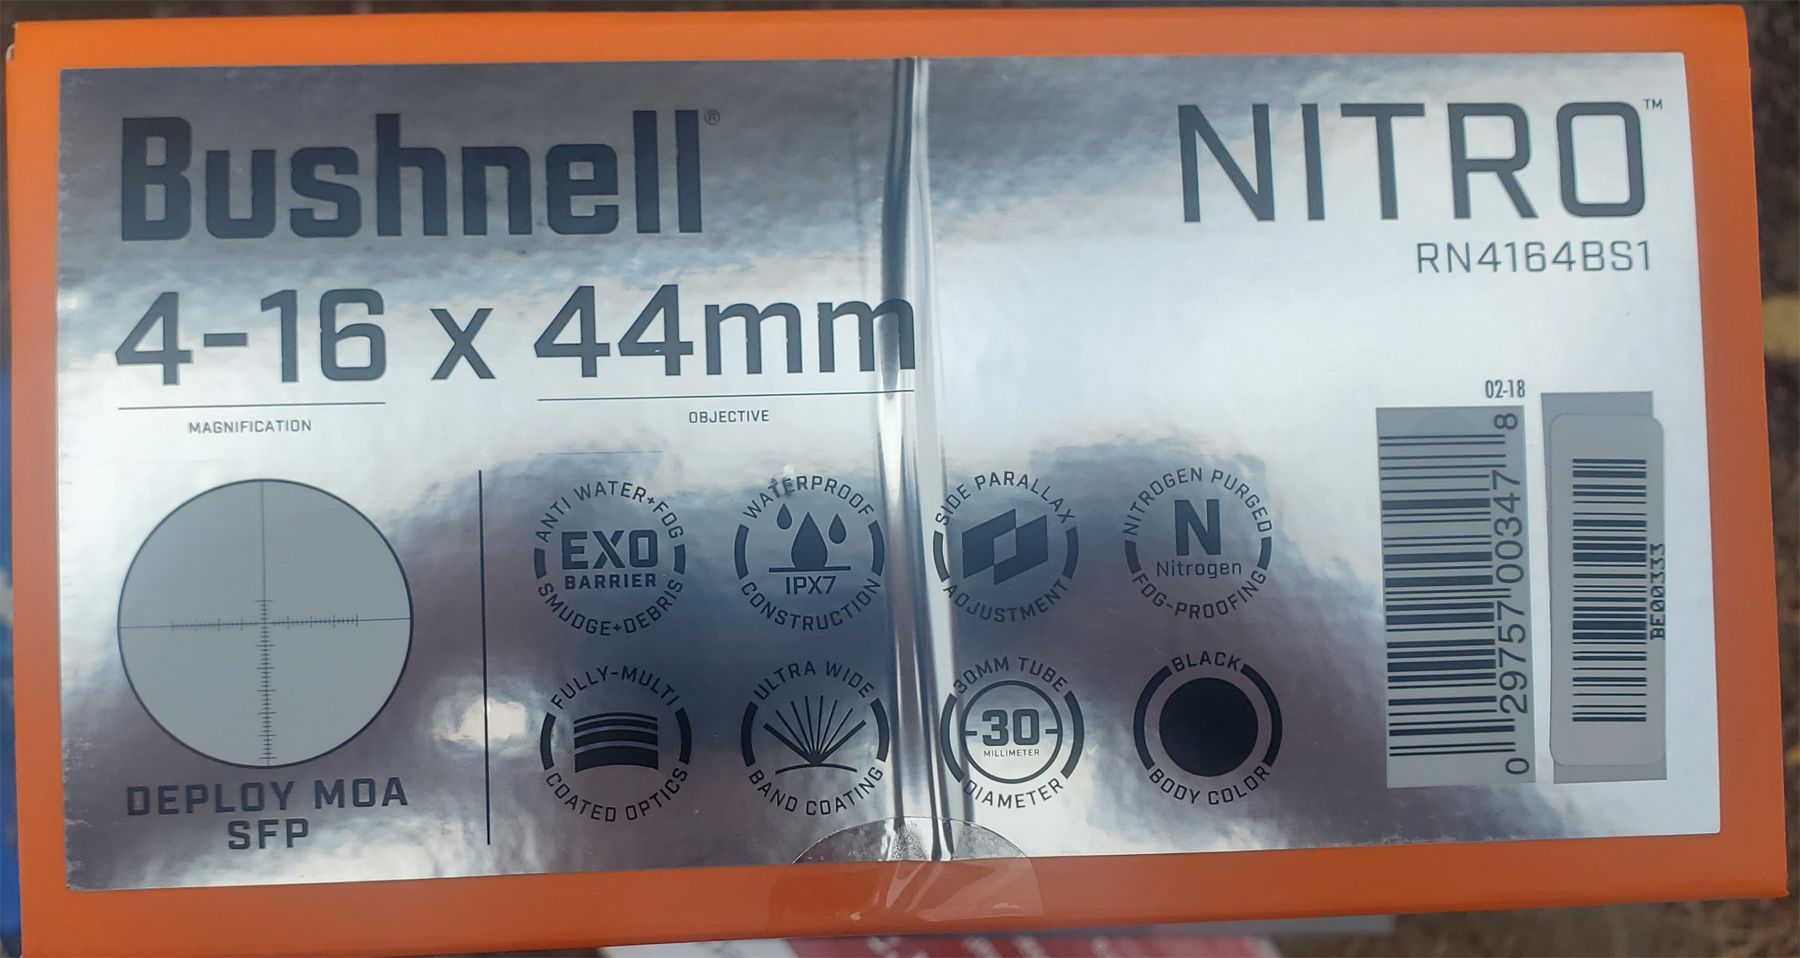 Bushnell®
NITRO™
RN4164BS1
4-16 x 44mm
MAGNIFICATION
OBJECTIVE
DEPLOY MOA
SFP
ANTI WATER+FOG
EXO
BARRIER
SMUDGE+DEBRIS
WATERPROOF
IPX7
CONSTRUCTION
SIDE PARALLAX
ADJUSTMENT
NITROGEN PURGED
N
Nitrogen
FOG-PROOFING
FULLY-MULTI
COATED OPTICS
ULTRA WIDE
BAND COATING
30MM TUBE
30
MILLIMETER
DIAMETER
BLACK
BODY COLOR
02-18
0 29757 00347 8
BE00333